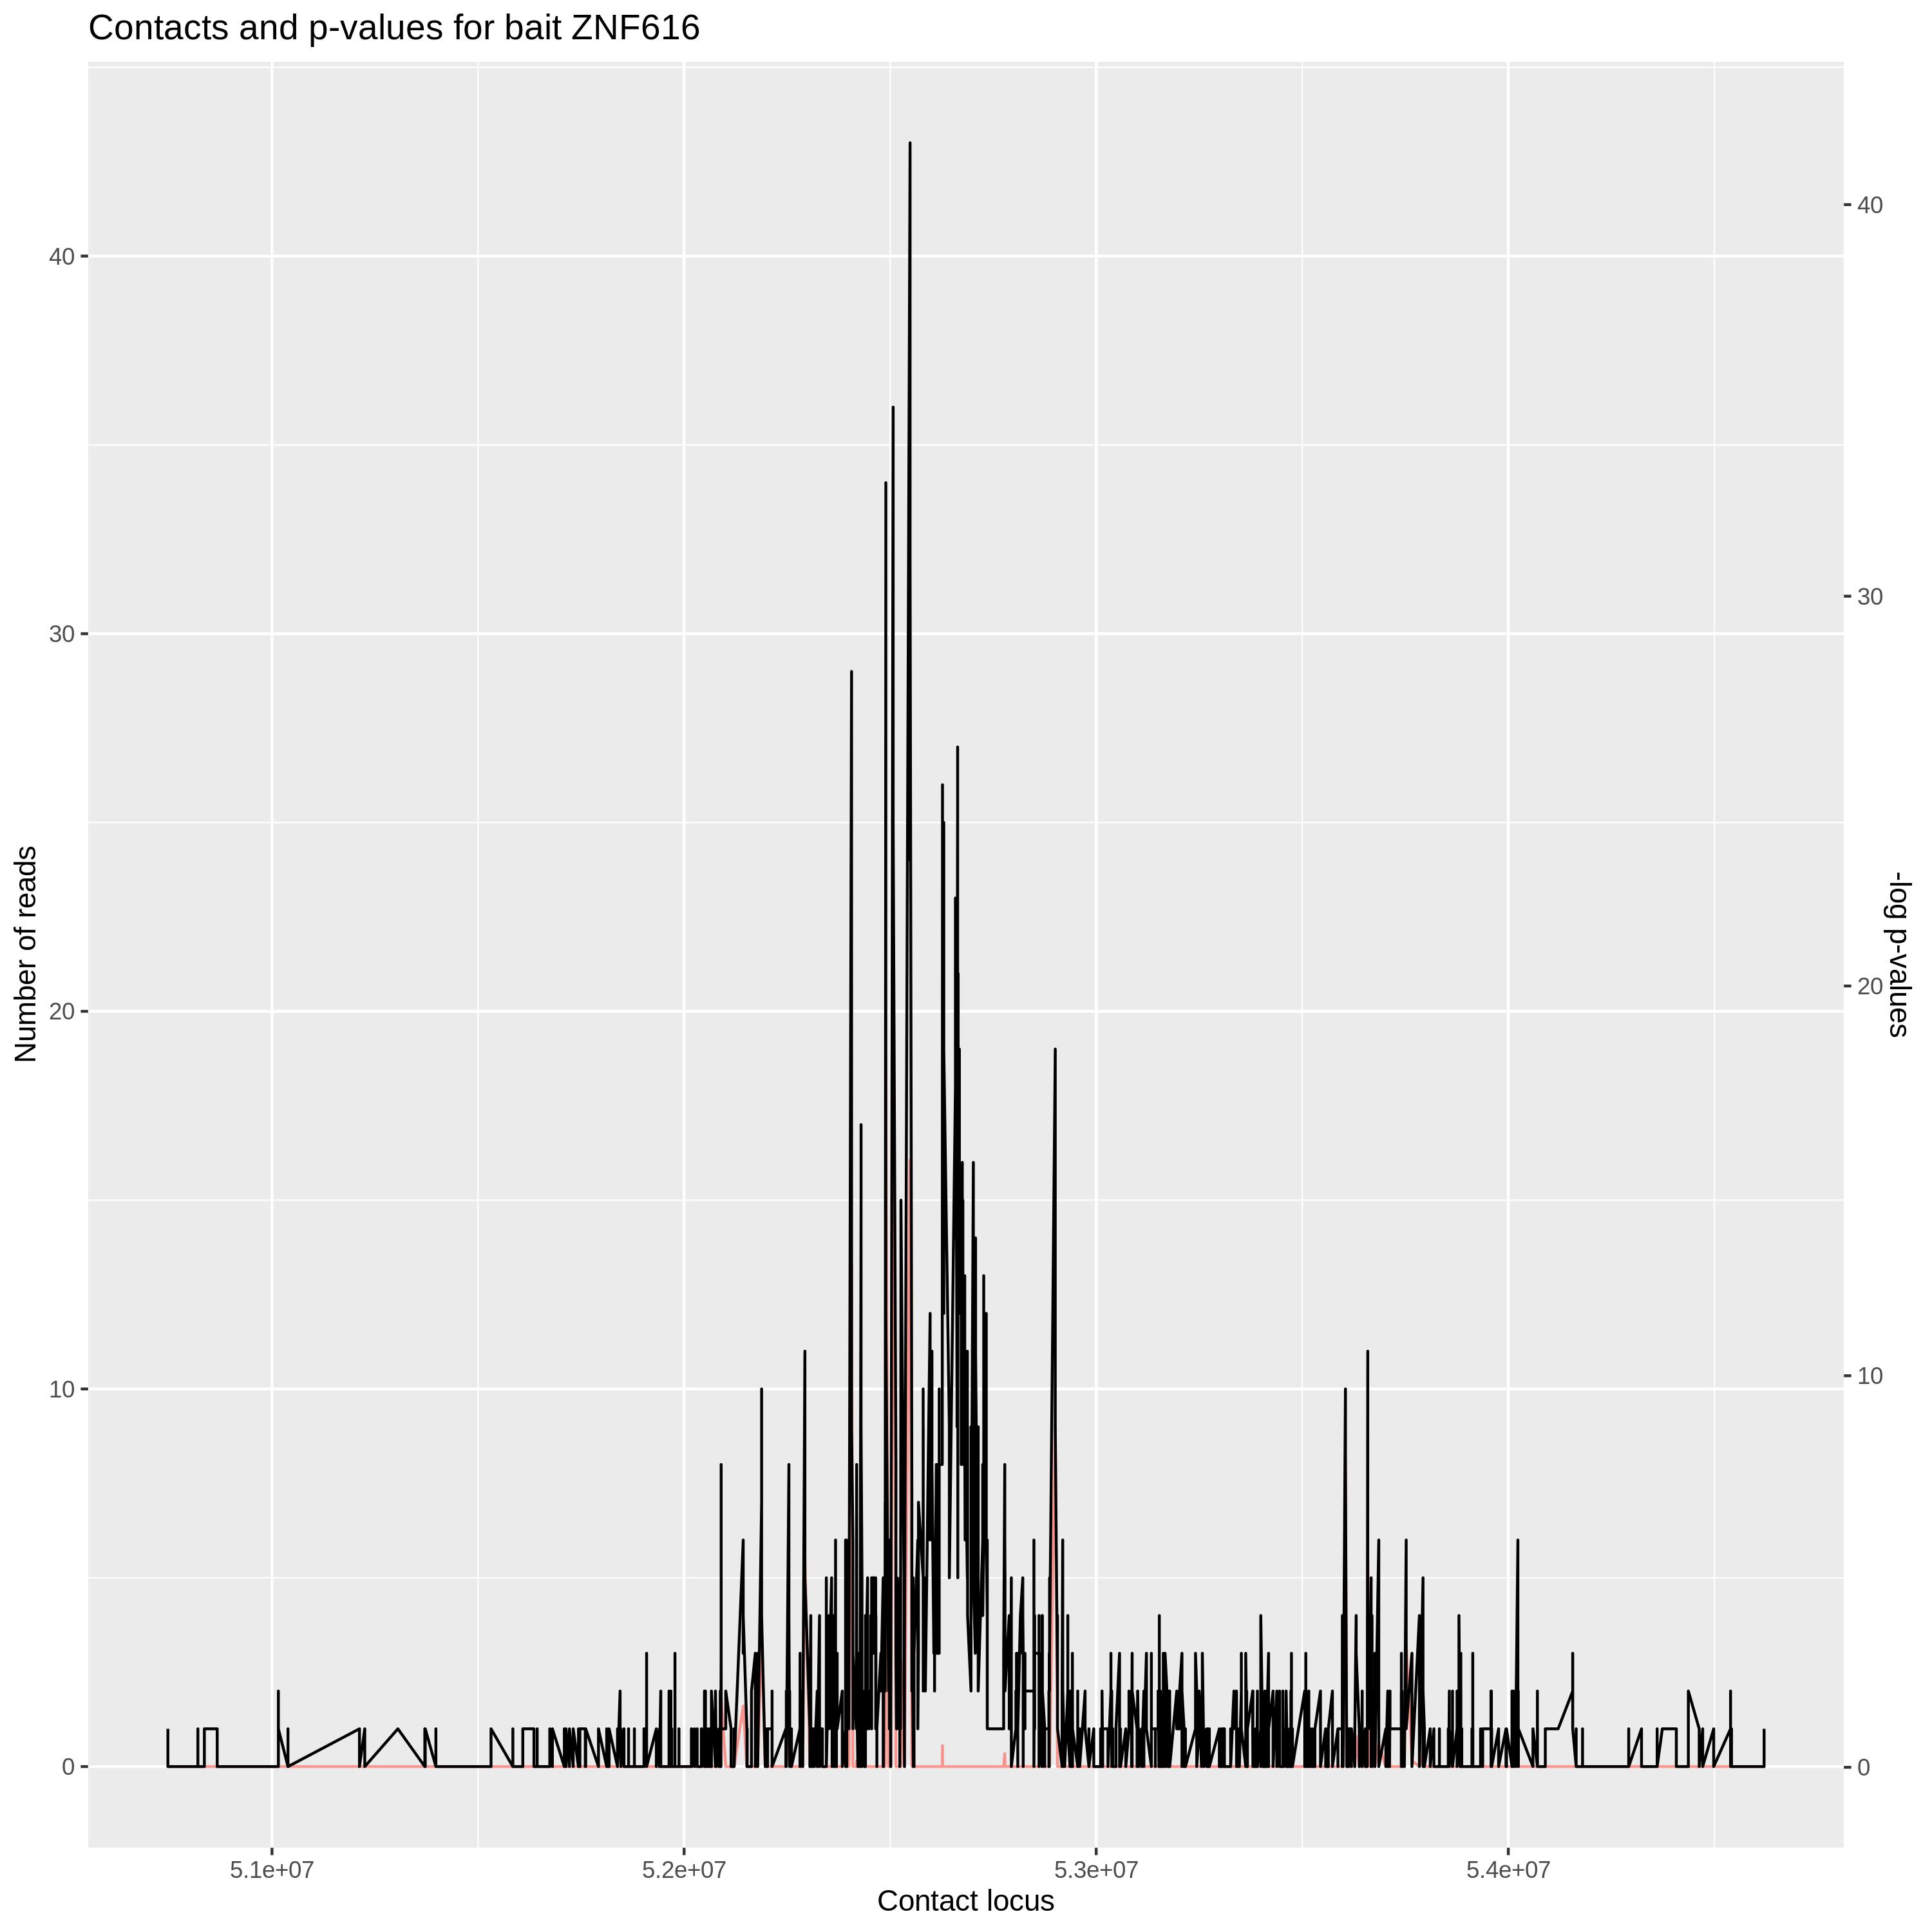 Contacts and p-values for bait ZNF616
Number of reads
40
30
20
10
0
40
30
20
10
0
-log p-values
5.1e+07 5.2e+07 5.3e+07 5.4e+07
Contact locus